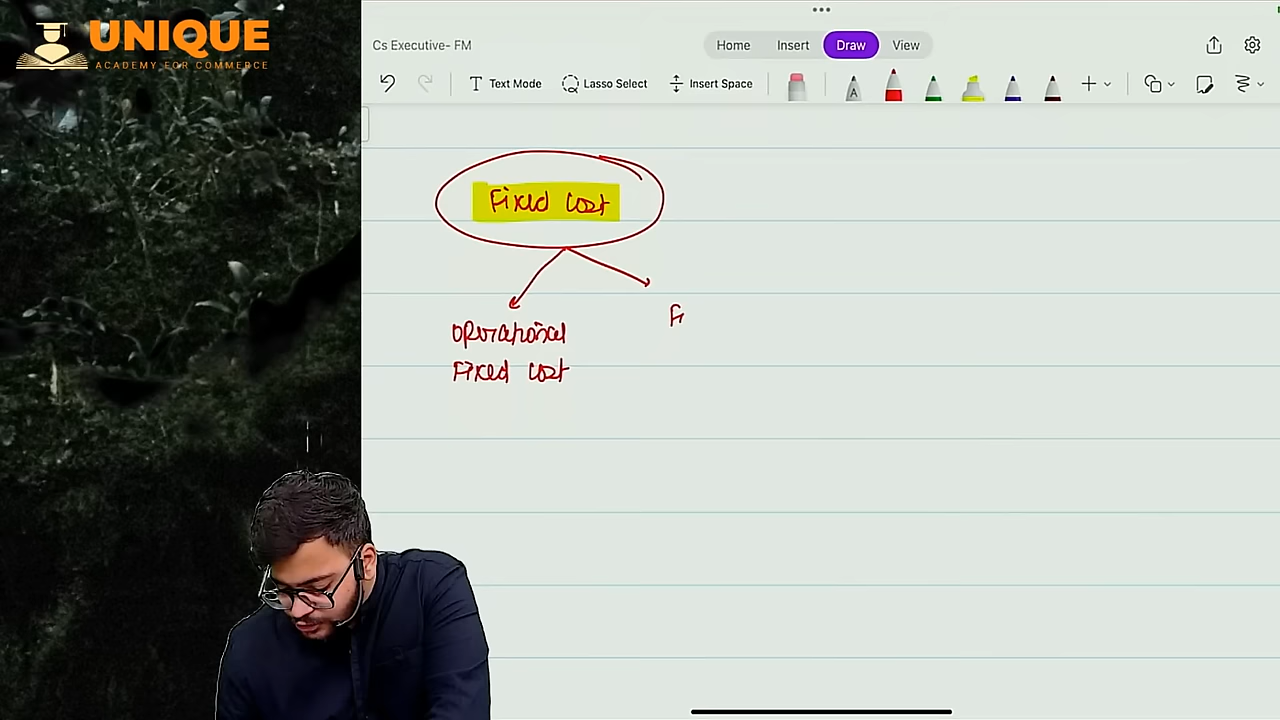 UNIQUE
ACADEMY FOR COMMERCE
Cs Executive- FM
Home Insert Draw View
Text Mode Lasso Select Insert Space A
Fixed cost
Operational
Fixed cost
Fi